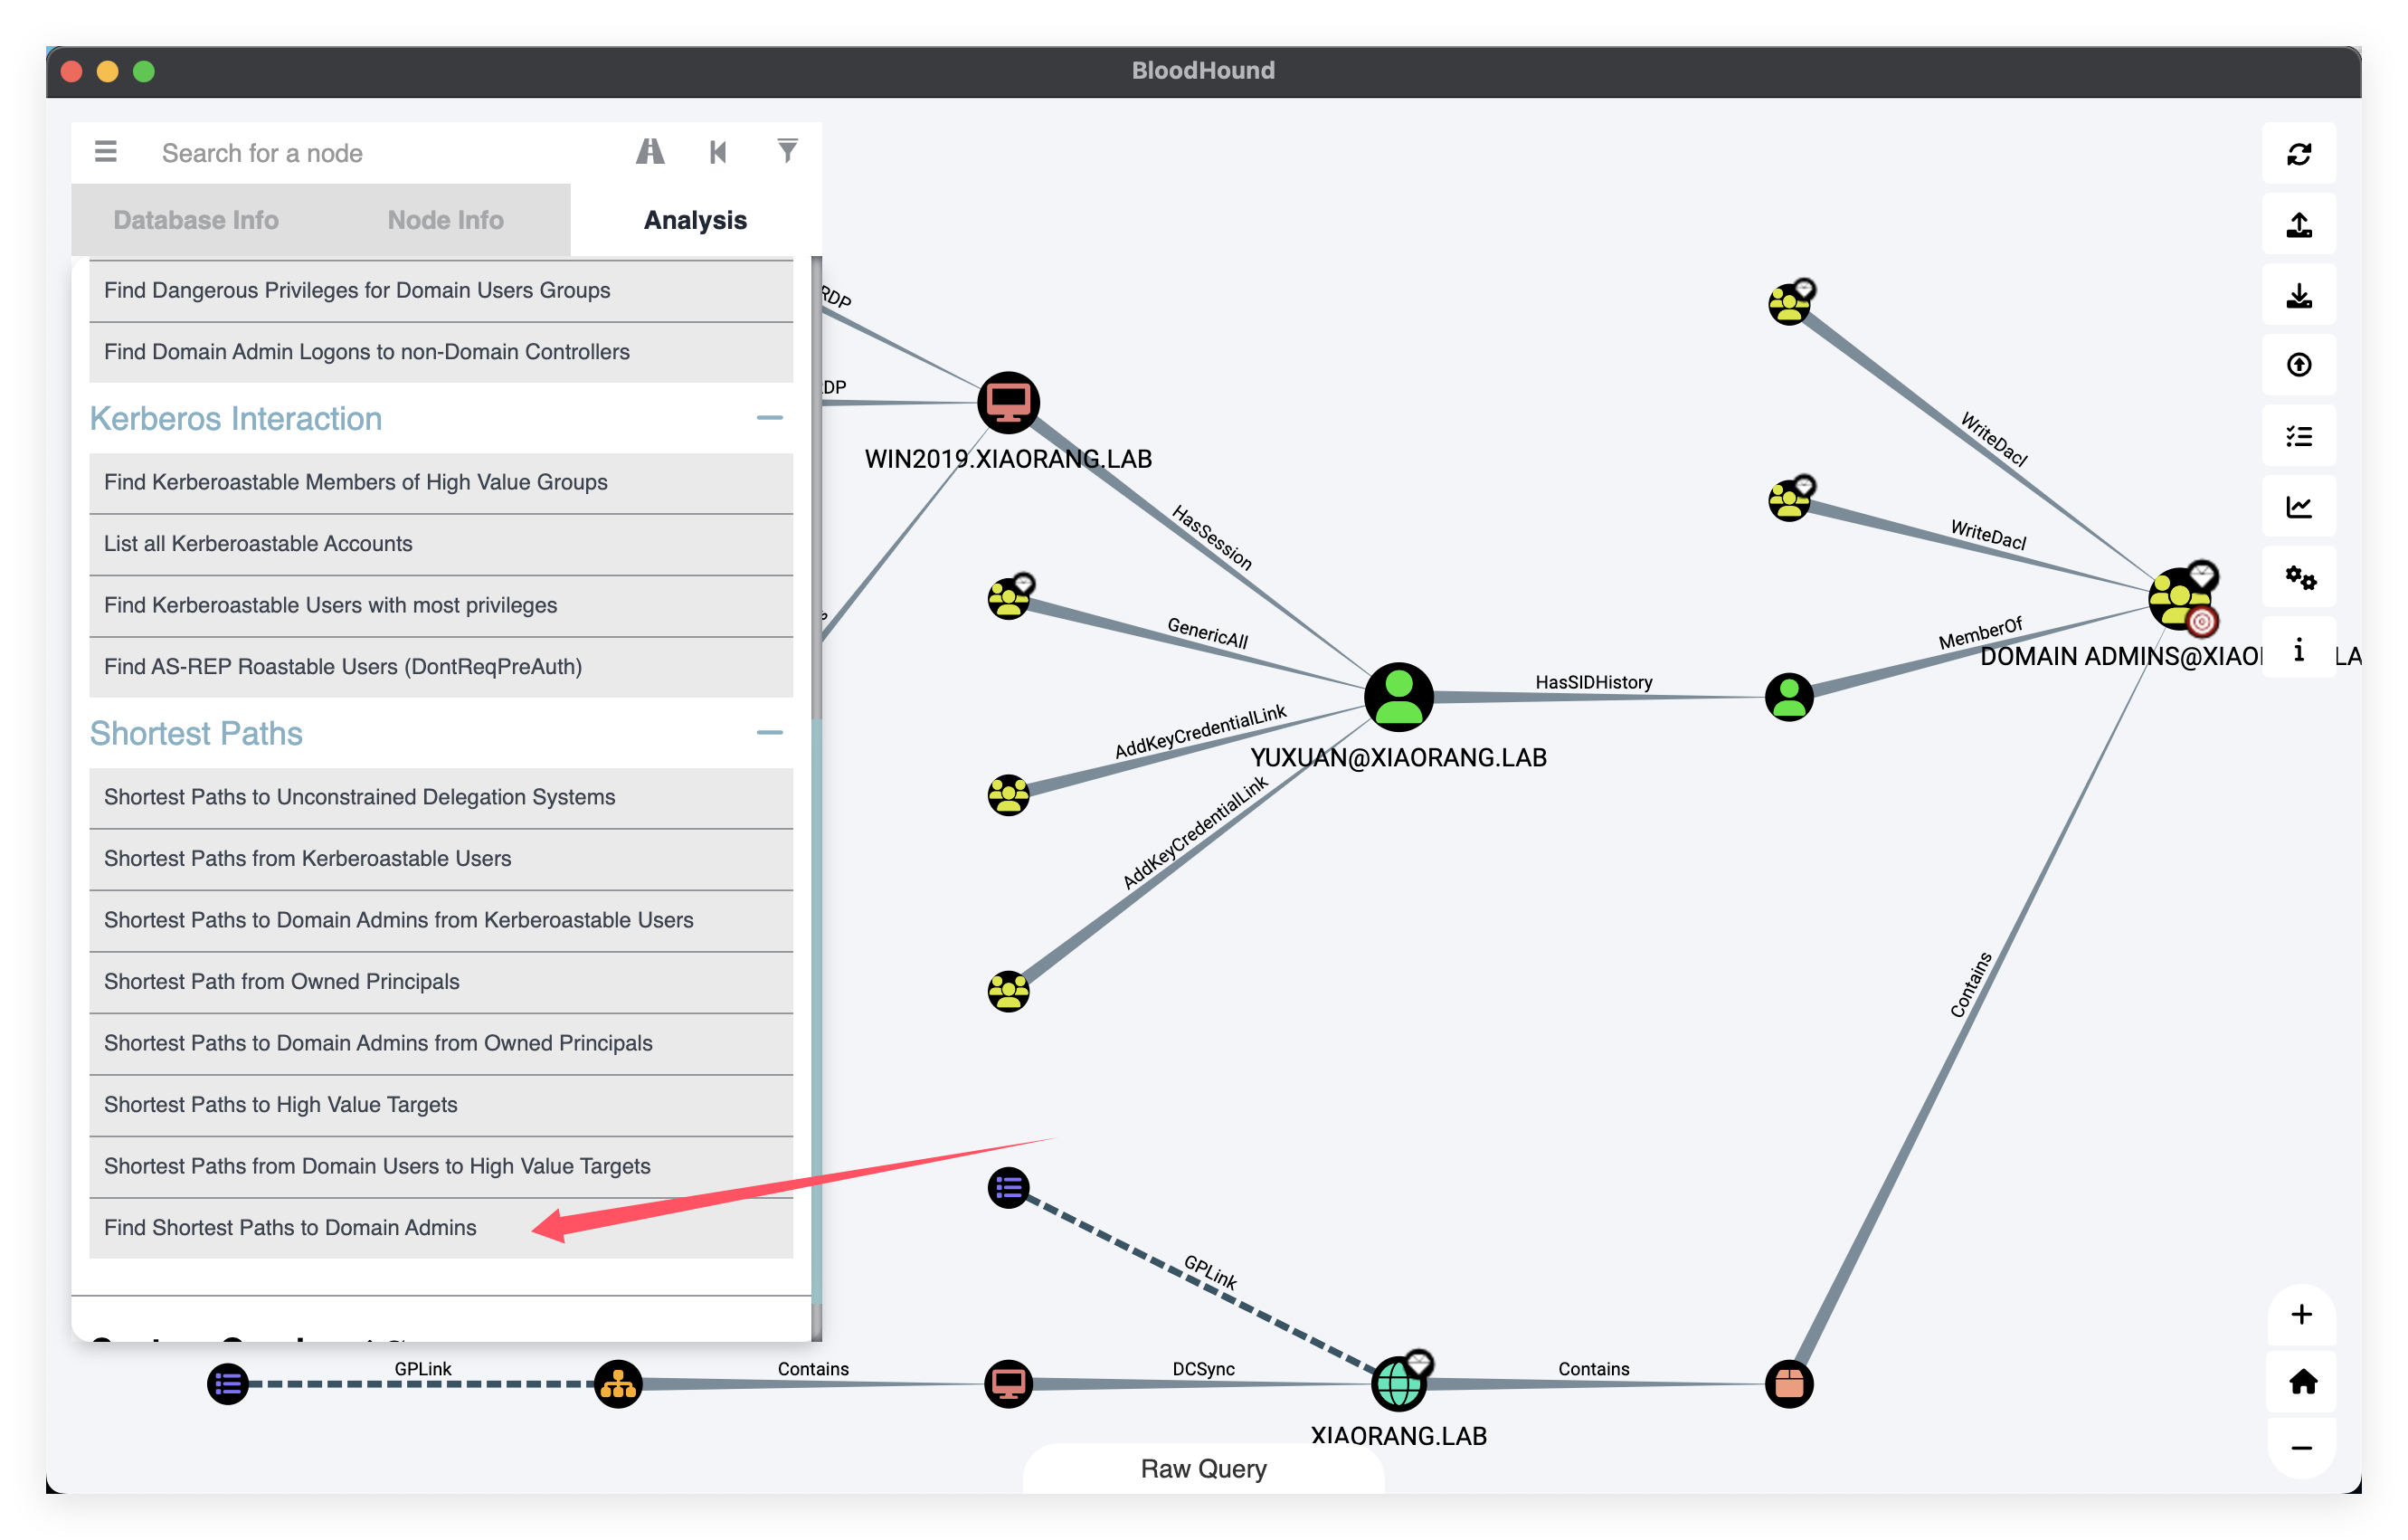 BloodHound
Search for a node
Database Info
Node Info
Analysis
Find Dangerous Privileges for Domain Users Groups
Find Domain Admin Logons to non-Domain Controllers
Kerberos Interaction
Find Kerberoastable Members of High Value Groups
List all Kerberoastable Accounts
Find Kerberoastable Users with most privileges
Find AS-REP Roastable Users (DontReqPreAuth)
Shortest Paths
Shortest Paths to Unconstrained Delegation Systems
Shortest Paths from Kerberoastable Users
Shortest Paths to Domain Admins from Kerberoastable Users
Shortest Path from Owned Principals
Shortest Paths to Domain Admins from Owned Principals
Shortest Paths to High Value Targets
Shortest Paths from Domain Users to High Value Targets
Find Shortest Paths to Domain Admins
RDP
DP
WIN2019.XIAORANG.LAB
HasSession
GenericAll
AddKeyCredentialLink
AddKeyCredentialLink
YUXUAN@XIAORANG.LAB
HasSIDHistory
WriteDacl
WriteDacl
MemberOf
DOMAIN ADMINS@XIAO LA
Contains
GPLink
GPLink
Contains
DCSync
Contains
XIAORANG.LAB
Raw Query